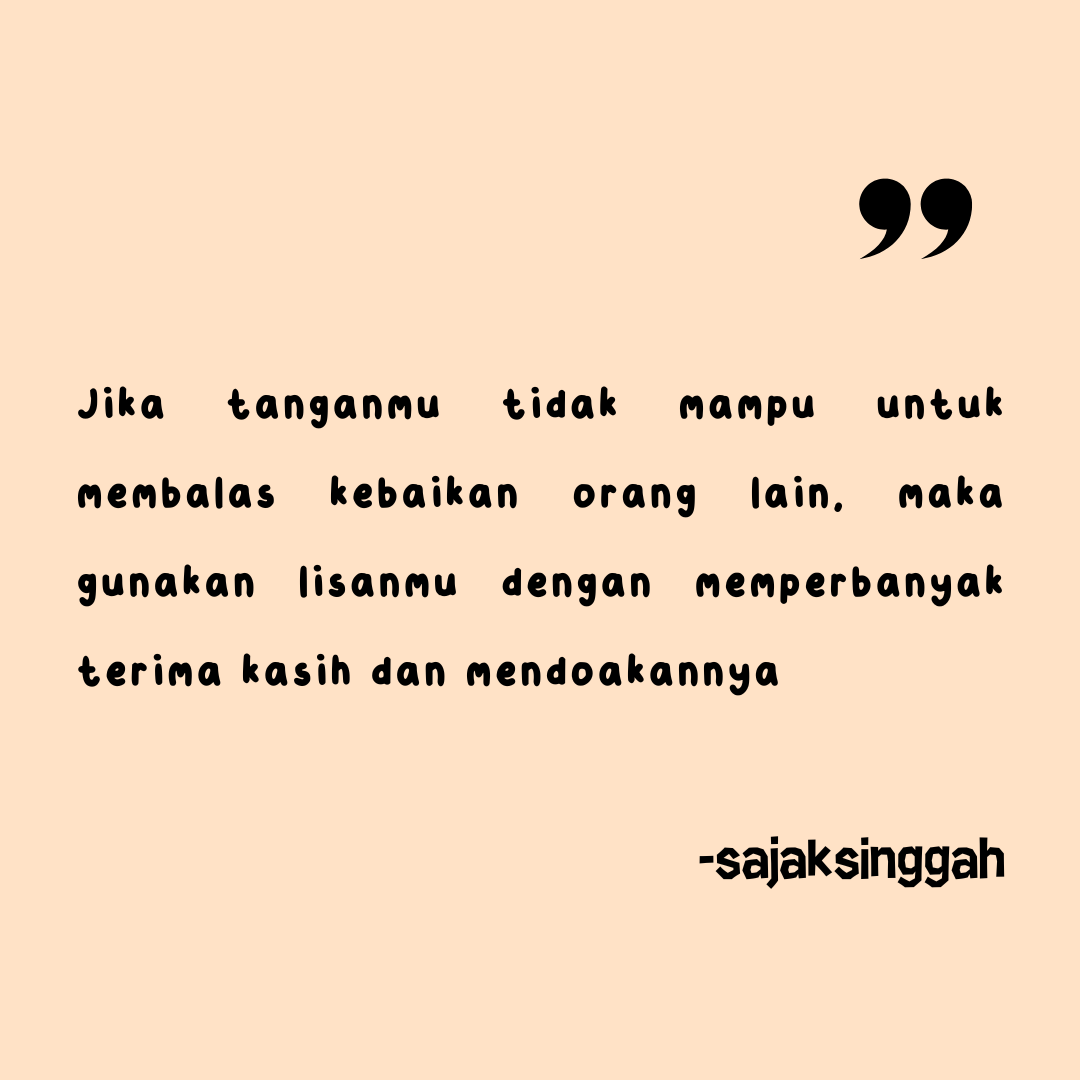 ”
Jika tanganmu tidak mampu untuk
membalas kebaikan orang lain, maka
gunakan lisanmu dengan memperbanyak
terima kasih dan mendoakannya
-sajaksinggah